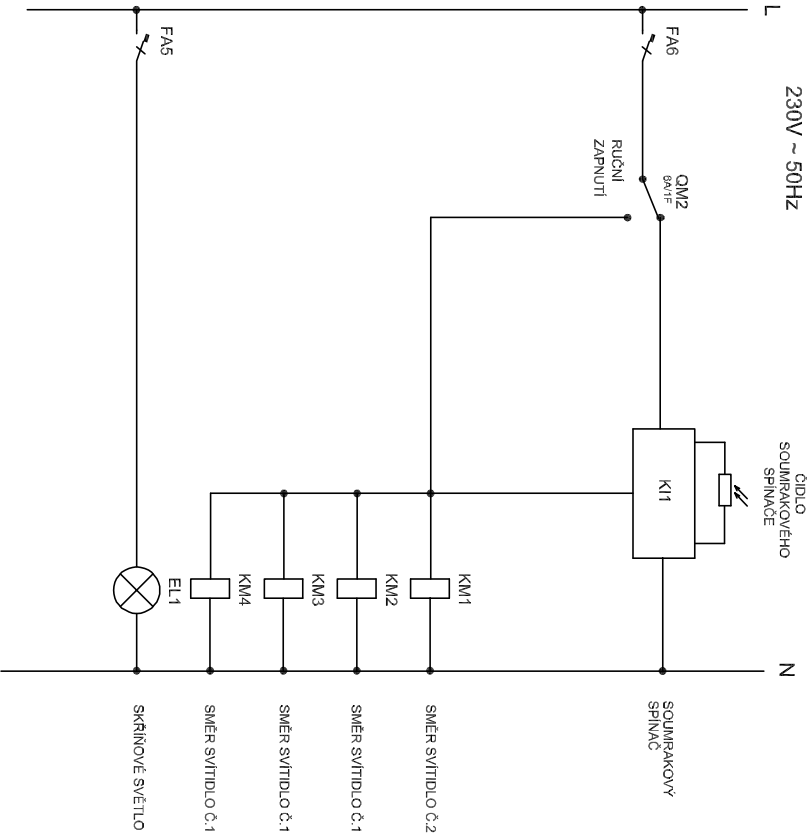 L
230V ~ 50Hz
N
FA6
QM2
6A/1F
RUČNÍ
ZAPNUTÍ
ČIDLO
SOUMRAKOVÉHO
SPÍNAČE
KI1
SOUMRAKOVÝ
SPÍNAČ
KM1
SMĚR SVÍTIDLO Č.2
KM2
SMĚR SVÍTIDLO Č.1
KM3
SMĚR SVÍTIDLO Č.1
KM4
SMĚR SVÍTIDLO Č.1
FA5
EL1
SKŘÍŇOVÉ SVĚTLO